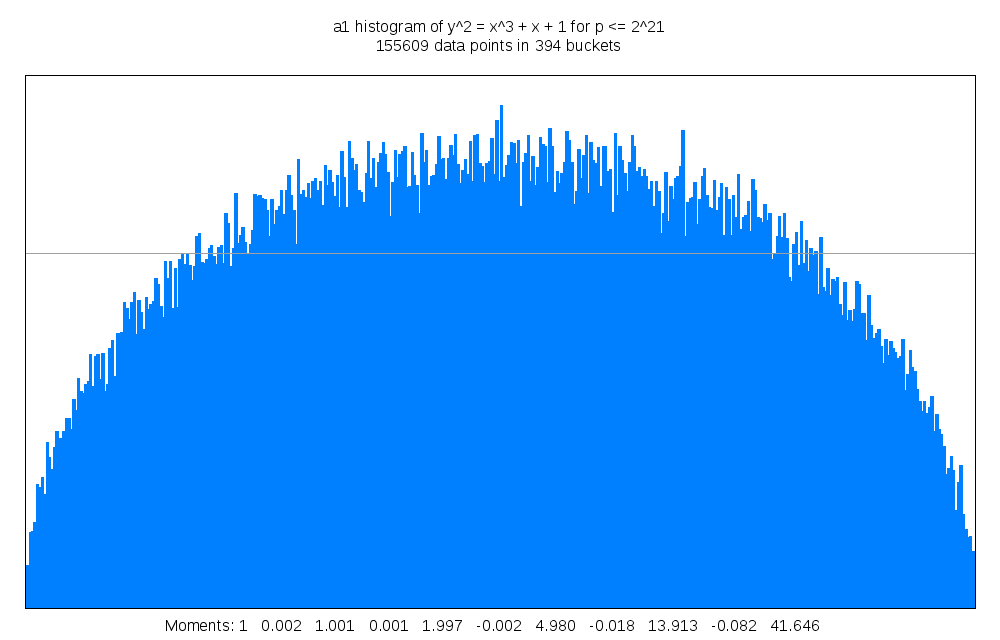 a1 histogram of y^2 = x^3 + x + 1 for p <= 2^21
155609 data points in 394 buckets
Moments: 1 0.002 1.001 0.001 1.997 -0.002 4.980 -0.018 13.913 -0.082 41.646